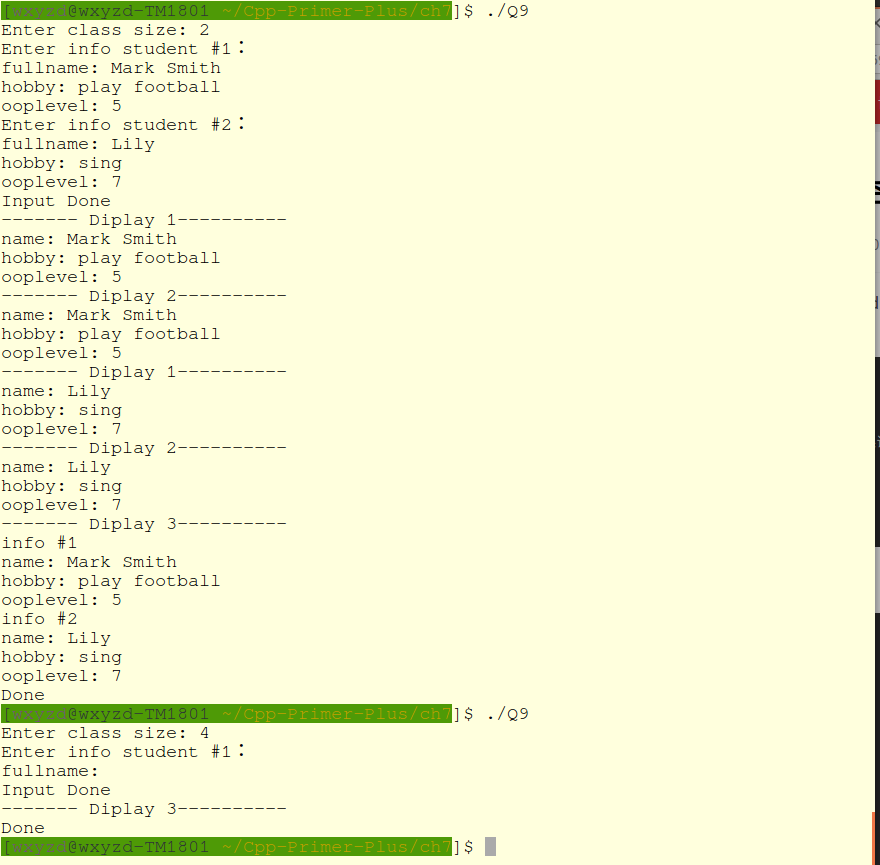 [wxyzd@wxyzd-TM1801 ~/Cpp-Primer-Plus/ch7]$ ./Q9
Enter class size: 2
Enter info student #1：
fullname: Mark Smith
hobby: play football
ooplevel: 5
Enter info student #2：
fullname: Lily
hobby: sing
ooplevel: 7
Input Done
------- Diplay 1----------
name: Mark Smith
hobby: play football
ooplevel: 5
------- Diplay 2----------
name: Mark Smith
hobby: play football
ooplevel: 5
------- Diplay 1----------
name: Lily
hobby: sing
ooplevel: 7
------- Diplay 2----------
name: Lily
hobby: sing
ooplevel: 7
------- Diplay 3----------
info #1
name: Mark Smith
hobby: play football
ooplevel: 5
info #2
name: Lily
hobby: sing
ooplevel: 7
Done
[wxyzd@wxyzd-TM1801 ~/Cpp-Primer-Plus/ch7]$ ./Q9
Enter class size: 4
Enter info student #1：
fullname:
Input Done
------- Diplay 3----------
Done
[wxyzd@wxyzd-TM1801 ~/Cpp-Primer-Plus/ch7]$